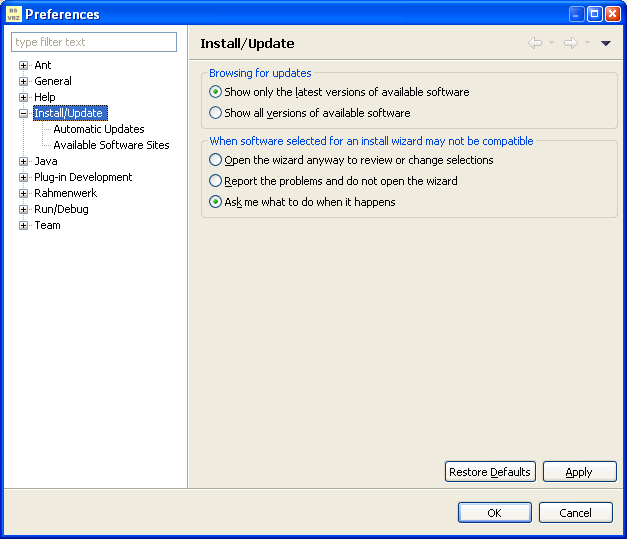 BS
VRZ
Preferences
type filter text
Install/Update
Ant
General
Help
Install/Update
Automatic Updates
Available Software Sites
Java
Plug-in Development
Rahmenwerk
Run/Debug
Team
Browsing for updates
Show only the latest versions of available software
Show all versions of available software
When software selected for an install wizard may not be compatible
Open the wizard anyway to review or change selections
Report the problems and do not open the wizard
Ask me what to do when it happens
Restore Defaults
Apply
OK
Cancel